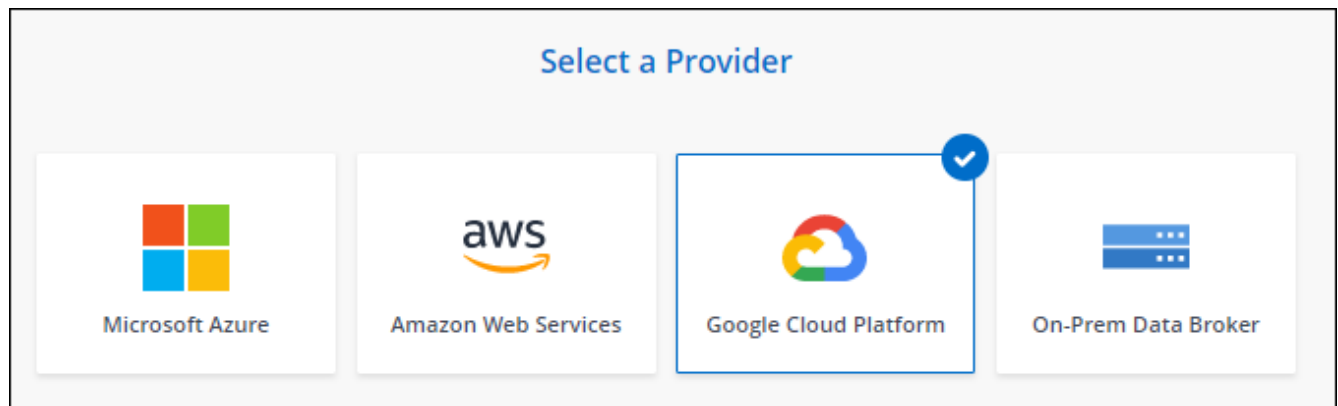 Select a Provider
aws
Microsoft Azure
Amazon Web Services
Google Cloud Platform
On-Prem Data Broker